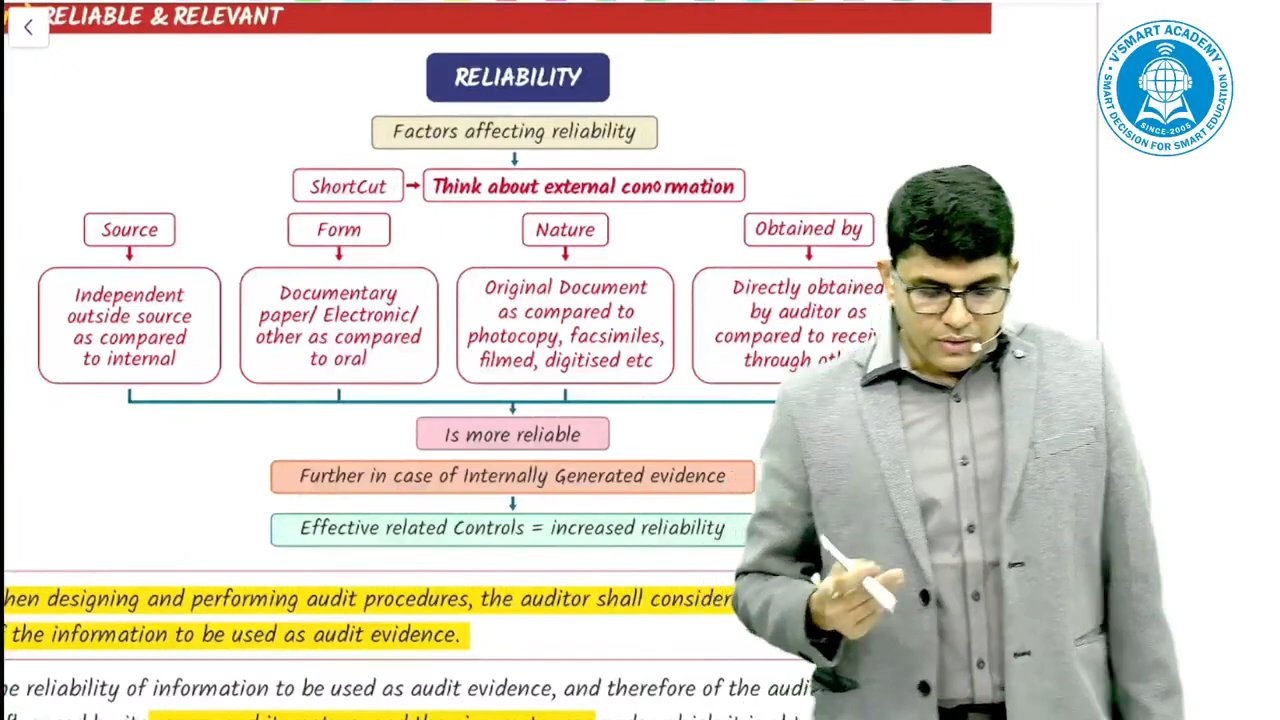 RELIABLE & RELEVANT
RELIABILITY
Factors affecting reliability
ShortCut
Think about external conormation
Source
Form
Nature
Obtained by
Independent
outside source
as compared
to internal
Documentary
paper/ Electronic/
other as compared
to oral
Original Document
as compared to
photocopy, facsimiles,
filmed, digitised etc
Directly obtained
by auditor as
compared to
through
Is more reliable
Further in case of Internally Generated evidence
Effective related Controls = increased reliability
designing and performing audit procedures, the auditor shall consider
the information to be used as audit evidence.
reliability of information to be used as audit evidence, and therefore of the
V'SMART ACADEMY
SMART DECISION FOR SMART EDUCATION
SINCE-2005